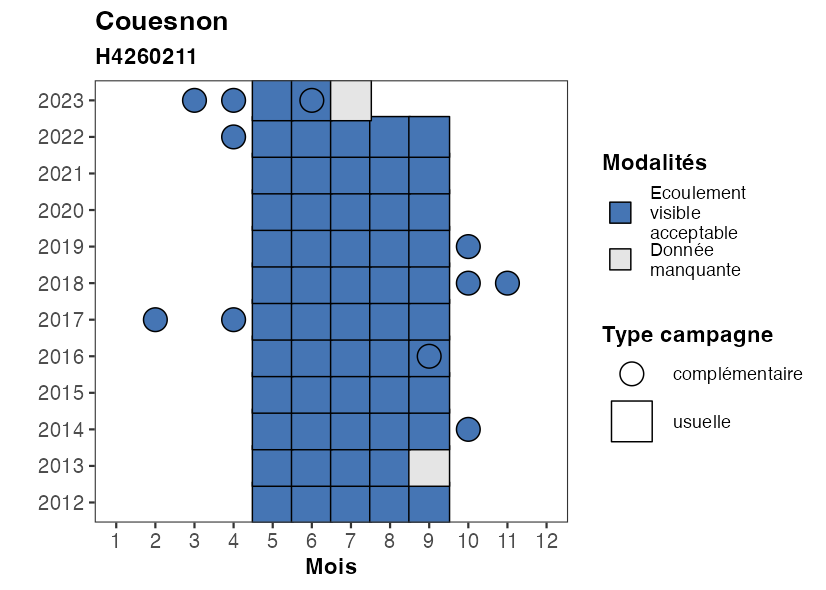 Couesnon
H4260211
2023
2022
2021
2020
2019
2018
2017
2016
2015
2014
2013
2012
1 2 3 4 5 6 7 8 9 10 11 12
Mois
Modalités
Ecoulement
visible
acceptable
Donnée
manquante
Type campagne
complémentaire
usuelle